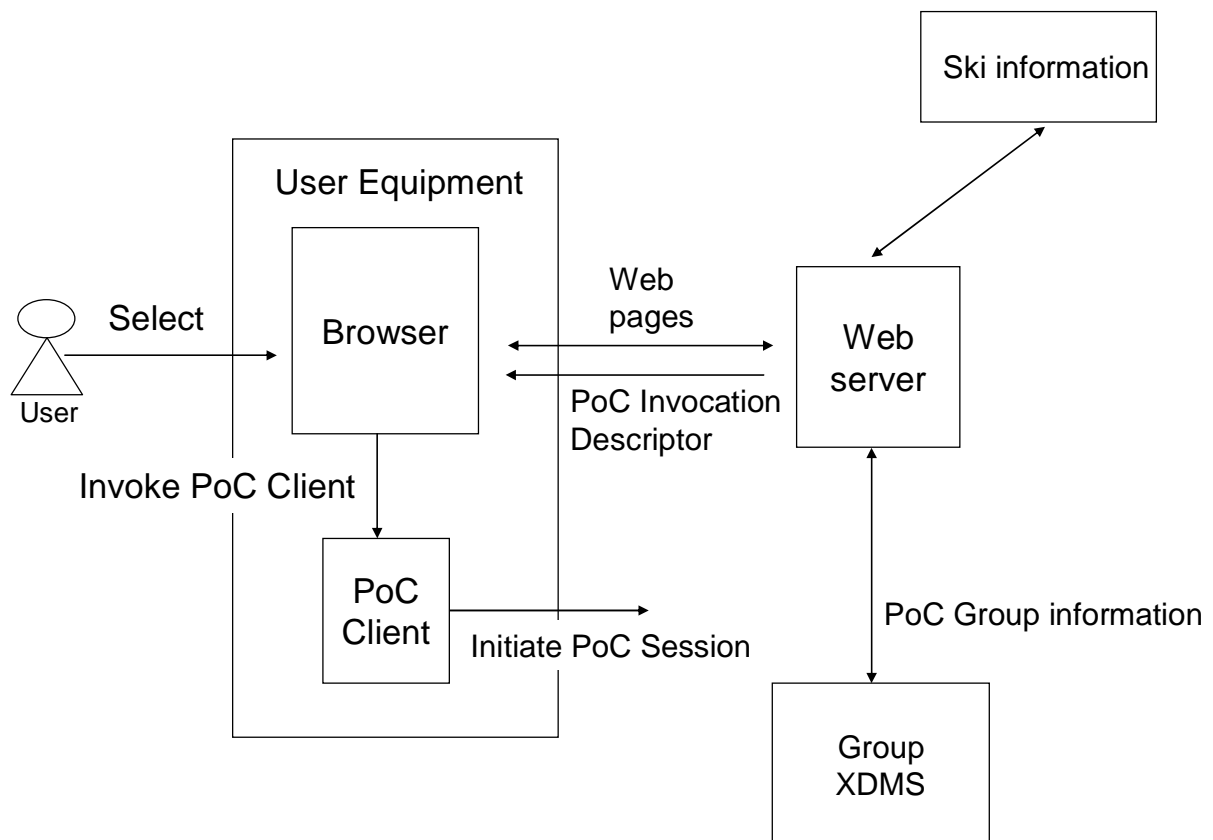 Ski information
User Equipment
Select
Browser
Web
pages
Web
server
User
PoC Invocation
Descriptor
Invoke PoC Client
PoC
Client
Initiate PoC Session
PoC Group information
Group
XDMS